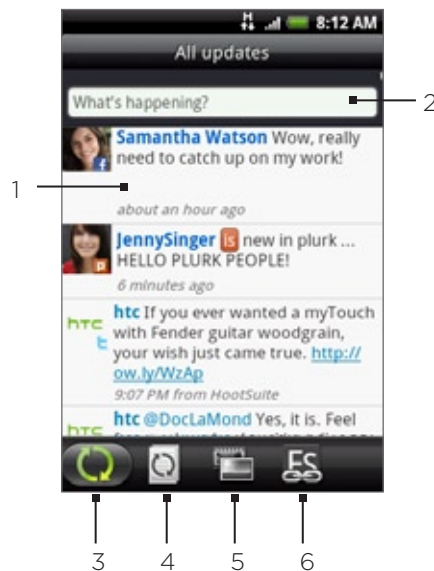 H
8:12 AM
All updates
What's happening?
2
Samantha Watson Wow, really
need to catch up on my work!
1
about an hour ago
JennySinger is new in plurk ...
HELLO PLURK PEOPLE!
6 minutes ago
htc If you ever wanted a myTouch
with Fender guitar woodgrain,
your wish just came true. http://
ow.ly/WzAp
9:07 PM from HootSuite
htc @DocLaMond Yes, it is. Feel
FS
3 4 5 6